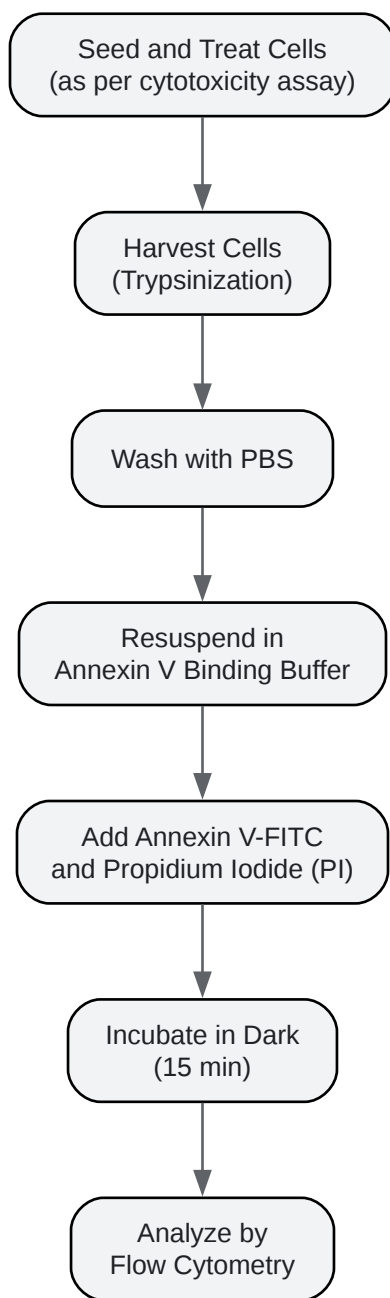 Seed and Treat Cells
(as per cytotoxicity assay)
Harvest Cells
(Trypsinization)
Wash with PBS
Resuspend in
Annexin V Binding Buffer
Add Annexin V-FITC
and Propidium Iodide (PI)
Incubate in Dark
(15 min)
Analyze by
Flow Cytometry